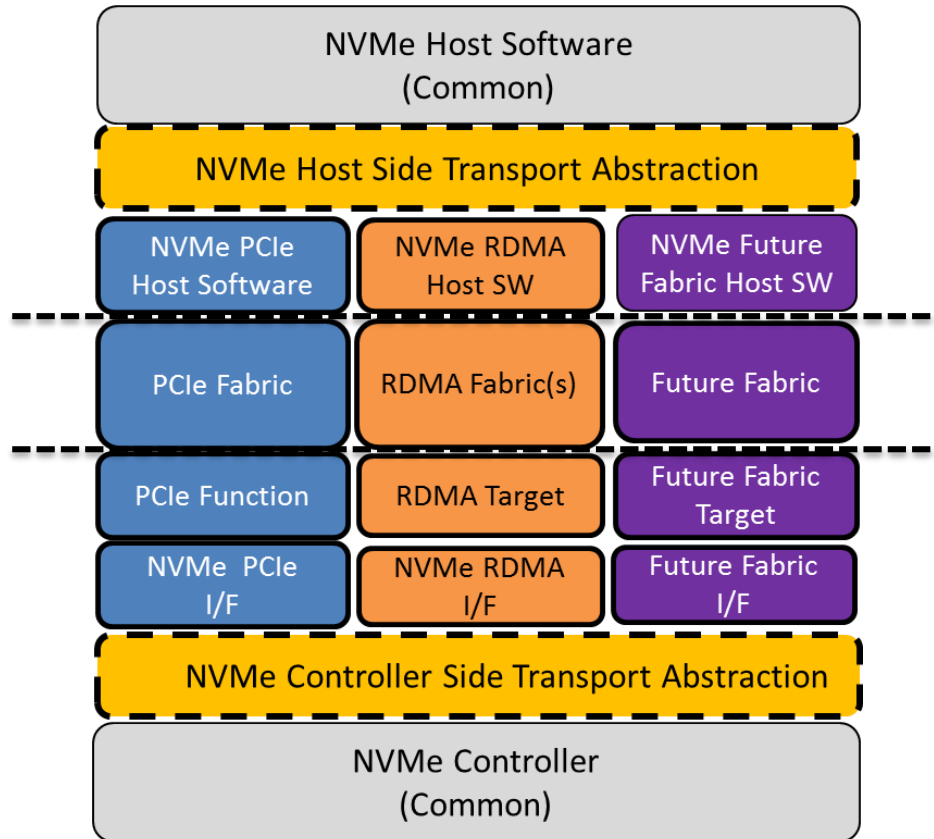 NVMe Host Software
(Common)
NVMe Host Side Transport Abstraction
NVMe PCIe
Host Software
NVMe RDMA
Host SW
NVMe Future
Fabric Host SW
PCIe Fabric
RDMA Fabric(s)
Future Fabric
PCIe Function
RDMA Target
Future Fabric
Target
NVMe PCIe
I/F
NVMe RDMA
I/F
Future Fabric
I/F
NVMe Controller Side Transport Abstraction
NVMe Controller
(Common)